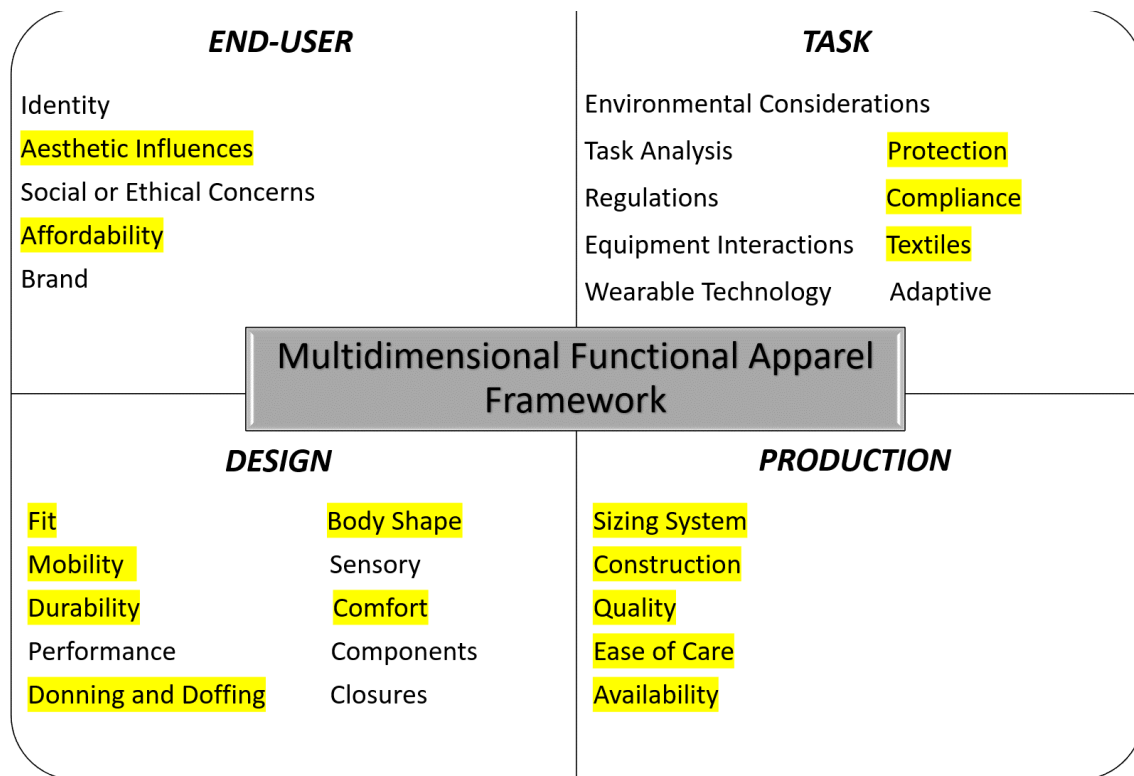 END-USER
Identity
Aesthetic Influences
Social or Ethical Concerns
Affordability
Brand
TASK
Environmental Considerations
Task Analysis
Protection
Regulations
Compliance
Equipment Interactions
Textiles
Wearable Technology
Adaptive
Multidimensional Functional Apparel
Framework
DESIGN
Fit
Body Shape
Mobility
Sensory
Durability
Comfort
Performance
Components
Donning and Doffing
Closures
PRODUCTION
Sizing System
Construction
Quality
Ease of Care
Availability